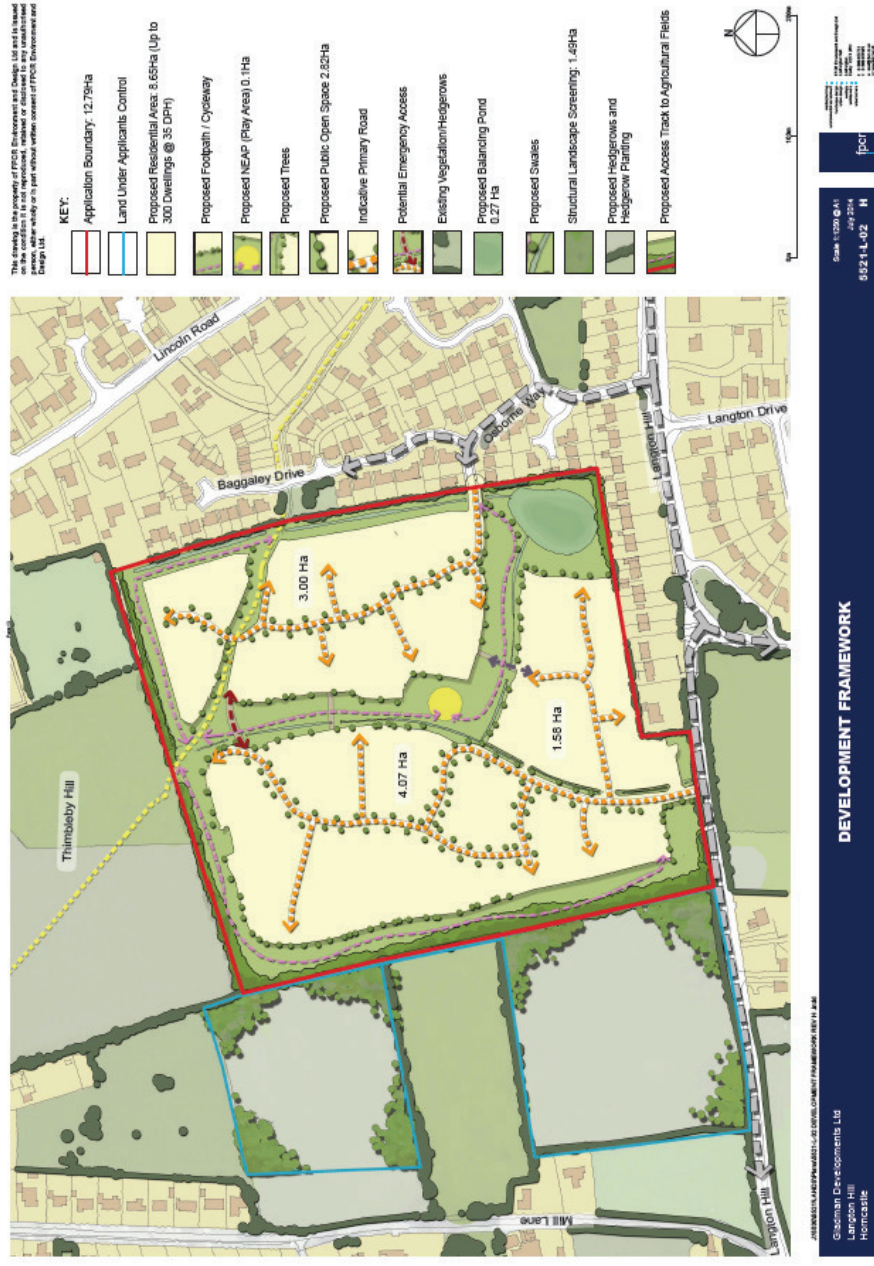 This drawing is the property of FPCR Environment and Design Ltd and is issued
on the condition it is not reproduced, retained or disclosed to any unauthorised
person, either wholly or in part without written consent of FPCR Environment and
Design Ltd.
KEY:
Application Boundary: 12.79Ha
Land Under Applicants Control
Proposed Residential Area: 8.65Ha (Up to
300 Dwellings @ 35 DPH)
Proposed Footpath / Cycleway
Proposed NEAP (Play Area) 0.1Ha
Proposed Trees
Proposed Public Open Space 2.82Ha
Indicative Primary Road
Potential Emergency Access
Existing Vegetation/Hedgerows
Proposed Balancing Pond
0.27 Ha
Proposed Swales
Structural Landscape Screening: 1.49Ha
Proposed Hedgerows and
Hedgerow Planting
Proposed Access Track to Agricultural Fields
N
Lincoln Road
Baggaley Drive
Osborne Way
Langton Hill
Langton Drive
Thimbleby Hill
3.00 Ha
4.07 Ha
1.58 Ha
Mill Lane
Langton Hill
Gladman Developments Ltd
Langton Hill
Horncastle
DEVELOPMENT FRAMEWORK
Scale 1:1250 @ A1
July 2014
5521-L-02 H
fpcr